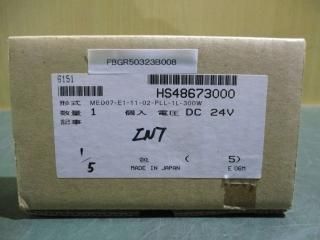 FBGR50323B008
6151
HS48673000
形式 MED07-E1-11-02-PLL-1L-300W
数量 1 個入 電圧 DC 24V
記事
ZN7
1/5
( 5)
MADE IN JAPAN
E 06M